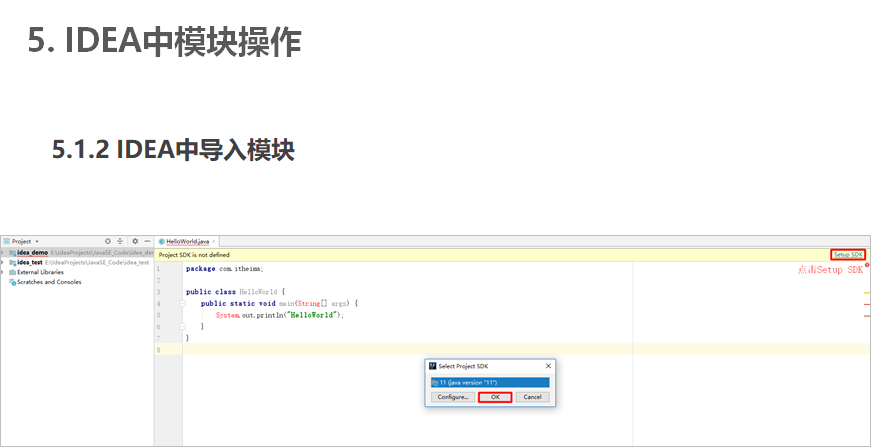 5. IDEA中模块操作
5.1.2 IDEA中导入模块
Project
HelloWorld.java
idea_demo E:\IdeaProjects\JavaSE_Code\idea_der
Project SDK is not defined
Setup SDK
idea_test E:\IdeaProjects\JavaSE_Code\idea_test
External Libraries
Scratches and Consoles
点击Setup SDK
1 package com.itheima;
2
3 public class HelloWorld {
4 public static void main(String[] args) {
5 System.out.println("HelloWorld");
6 }
7 }
8
Select Project SDK
11 (java version "11")
Configure... OK Cancel